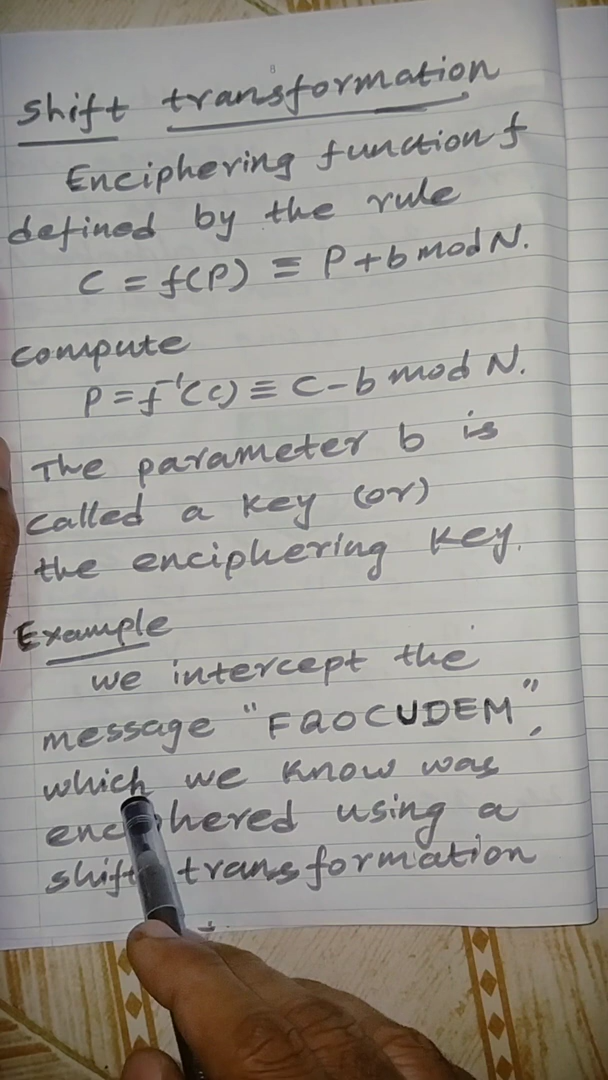 8
Shift transformation
Enciphering function f
defined by the rule
C = f(P) ≡ P+b mod N.
compute
P = f⁻¹(C) ≡ C-b mod N.
The parameter b is
called a key (or)
the enciphering key.
Example
we intercept the
message "FQOCUDEM",
which we know was
enciphered using a
shift transformation